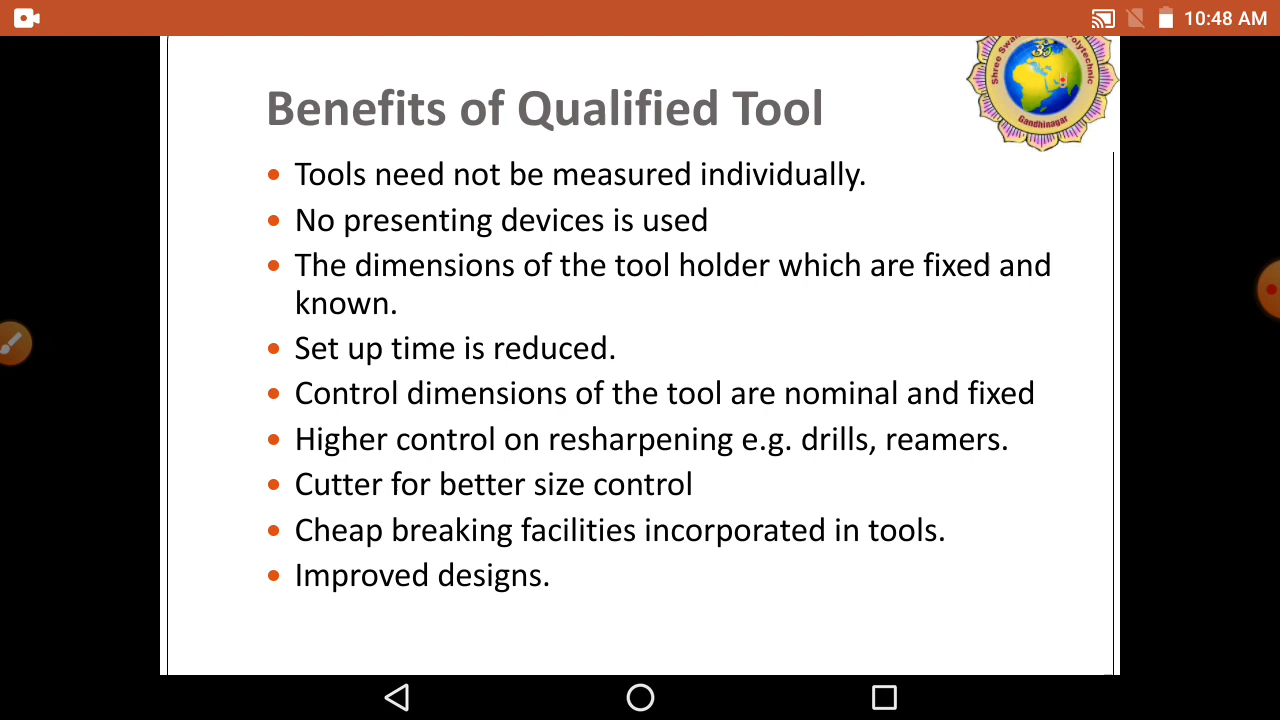 10:48 AM
Shree Swam Polytechnic
ॐ
Gandhinagar
Benefits of Qualified Tool
• Tools need not be measured individually.
• No presenting devices is used
• The dimensions of the tool holder which are fixed and
known.
• Set up time is reduced.
• Control dimensions of the tool are nominal and fixed
• Higher control on resharpening e.g. drills, reamers.
• Cutter for better size control
• Cheap breaking facilities incorporated in tools.
• Improved designs.